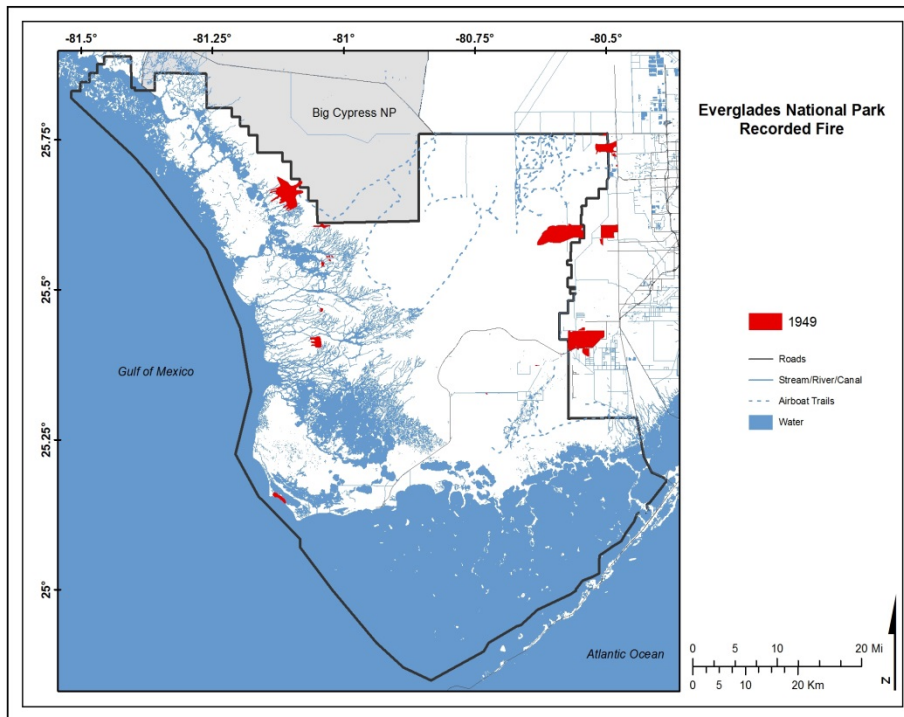 -81.5°
-81.25°
-81°
-80.75°
-80.5°
Big Cypress NP
Everglades National Park
Recorded Fire
25.75°
25.5°
25.25°
25°
Gulf of Mexico
1949
Roads
Stream/River/Canal
Airboat Trails
Water
Atlantic Ocean
0 5 10 20 Mi
0 5 10 20 Km
N